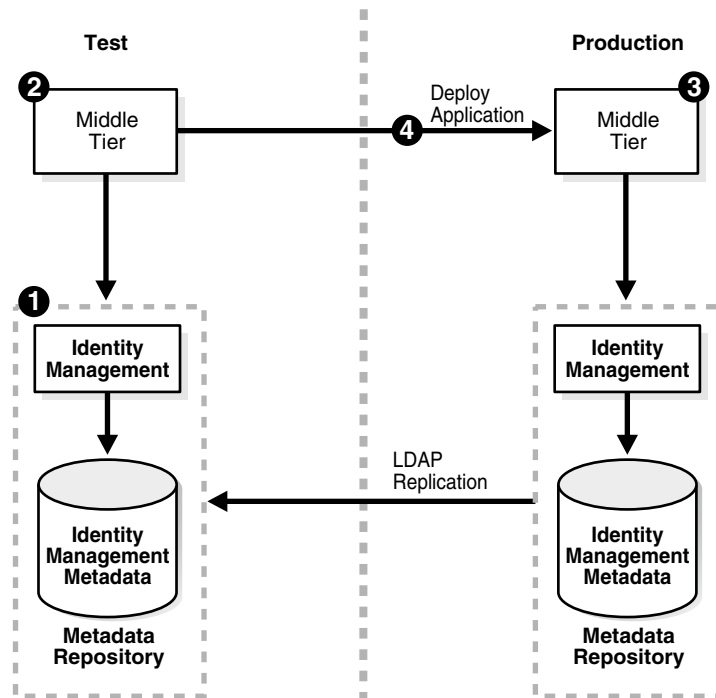 Test
Production
2
Middle
Tier
4
Deploy
Application
3
Middle
Tier
1
Identity
Management
Identity
Management
LDAP
Replication
Identity
Management
Metadata
Identity
Management
Metadata
Metadata
Repository
Metadata
Repository